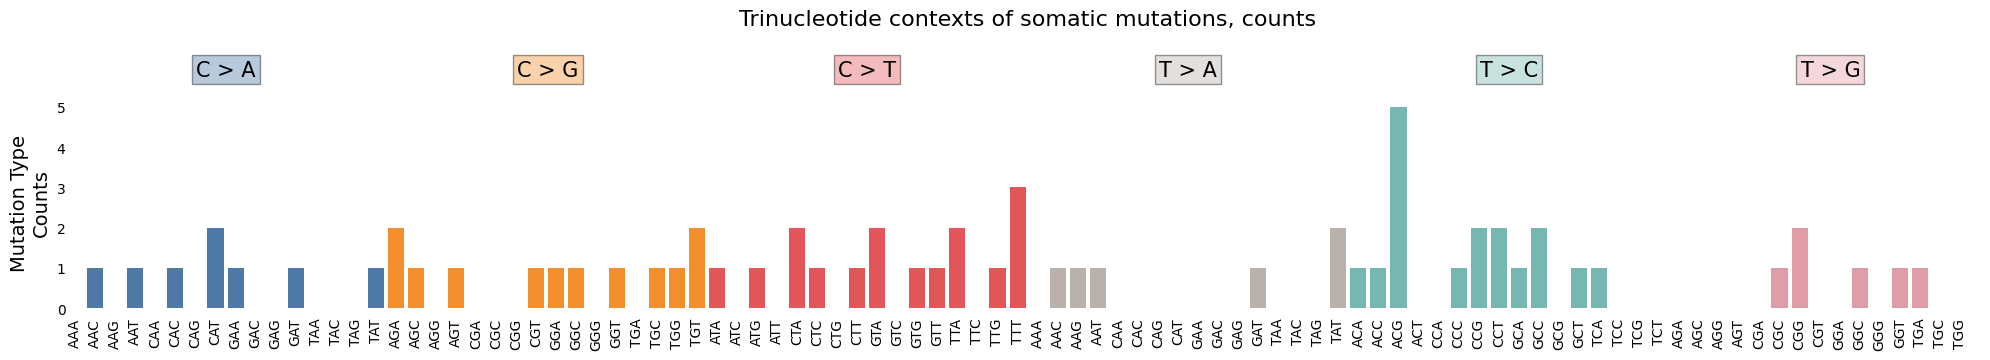 Trinucleotide contexts of somatic mutations, counts
C > A
C > G
C > T
T > A
T > C
T > G
Mutation Type
Counts
5
4
3
2
1
0
AAA
AAC
AAG
AAT
CAA
CAC
CAG
CAT
GAA
GAC
GAG
GAT
TAA
TAC
TAG
TAT
AGA
AGC
AGG
AGT
CGA
CGC
CGG
CGT
GGA
GGC
GGG
GGT
TGA
TGC
TGG
TGT
ATA
ATC
ATG
ATT
CTA
CTC
CTG
CTT
GTA
GTC
GTG
GTT
TTA
TTC
TTG
TTT
AAA
AAC
AAG
AAT
CAA
CAC
CAG
CAT
GAA
GAC
GAG
GAT
TAA
TAC
TAG
TAT
ACA
ACC
ACG
ACT
CCA
CCC
CCG
CCT
GCA
GCC
GCG
GCT
TCA
TCC
TCG
TCT
AGA
AGC
AGG
AGT
CGA
CGC
CGG
CGT
GGA
GGC
GGG
GGT
TGA
TGC
TGG